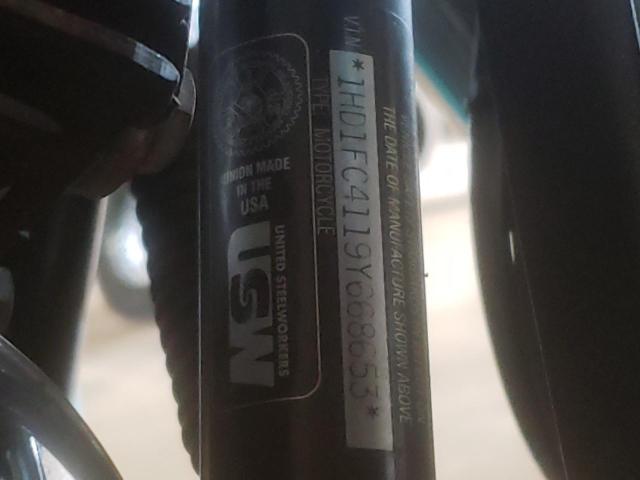 VIN
*1HD1FC4119Y668653*
TYPE MOTORCYCLE
THE DATE OF MANUFACTURE SHOWN ABOVE
UNION MADE
IN THE
USA
USW
UNITED STEELWORKERS